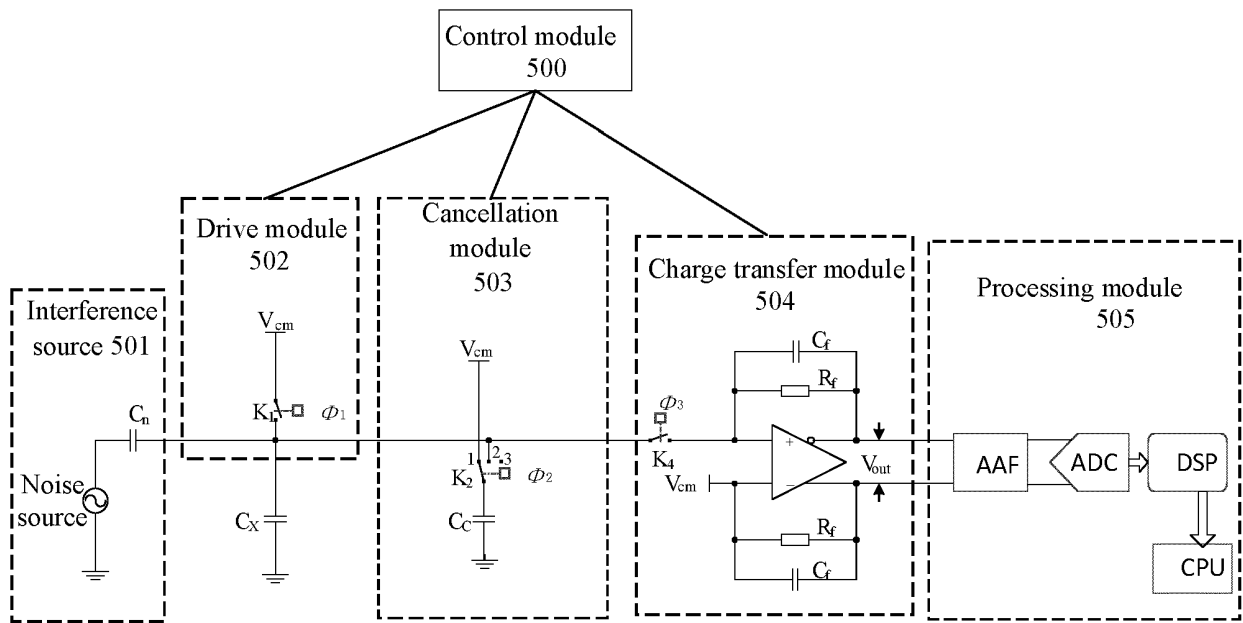 Control module
500
Drive module
502
Cancellation
module
503
Charge transfer module
504
Processing module
505
Interference
source 501
Vcm
Vcm
Cf
Rf
Cn
K1
Φ1
Φ3
K4
1 2 3
K2
Φ2
+
Vcm
−
Vout
AAF
ADC
DSP
Noise
source
CX
CC
Rf
Cf
CPU